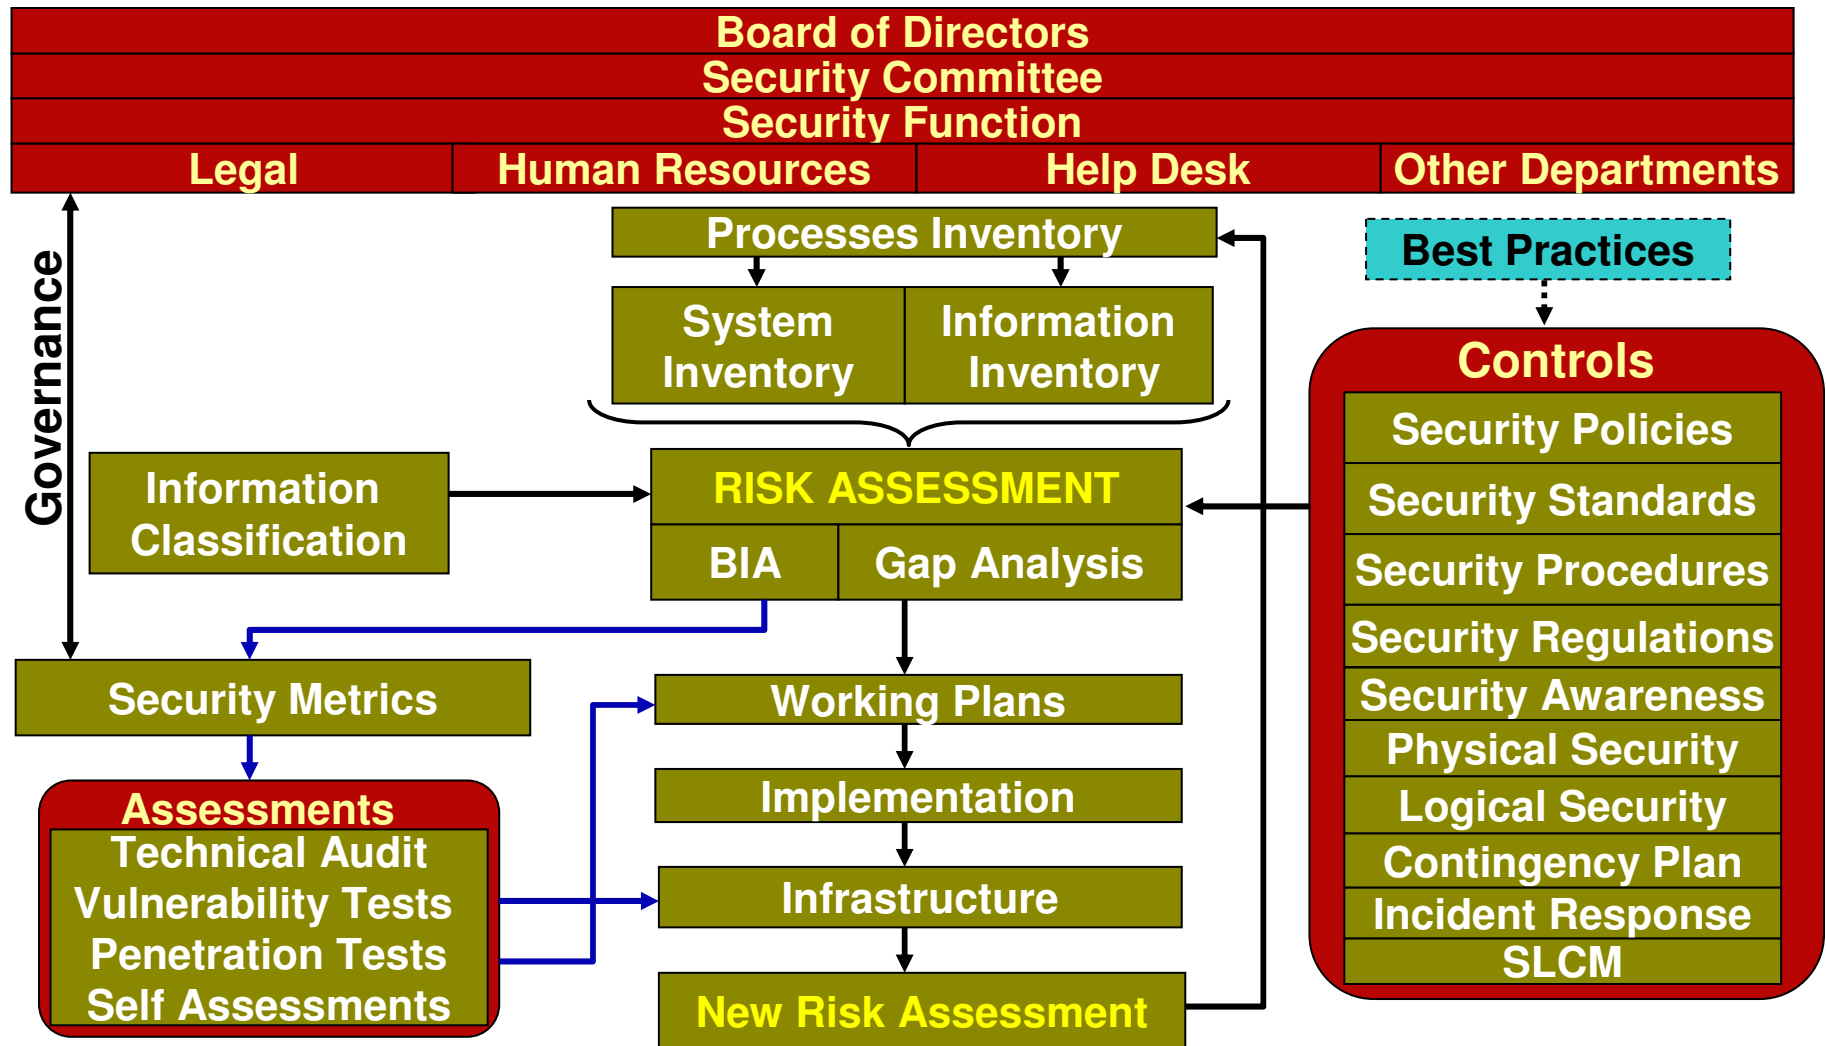 Board of Directors
Security Committee
Security Function
Legal
Human Resources
Help Desk
Other Departments
Governance
Processes Inventory
System
Inventory
Information
Inventory
Best Practices
Information
Classification
RISK ASSESSMENT
BIA
Gap Analysis
Security Metrics
Assessments
Technical Audit
Vulnerability Tests
Penetration Tests
Self Assessments
Working Plans
Implementation
Infrastructure
New Risk Assessment
Controls
Security Policies
Security Standards
Security Procedures
Security Regulations
Security Awareness
Physical Security
Logical Security
Contingency Plan
Incident Response
SLCM